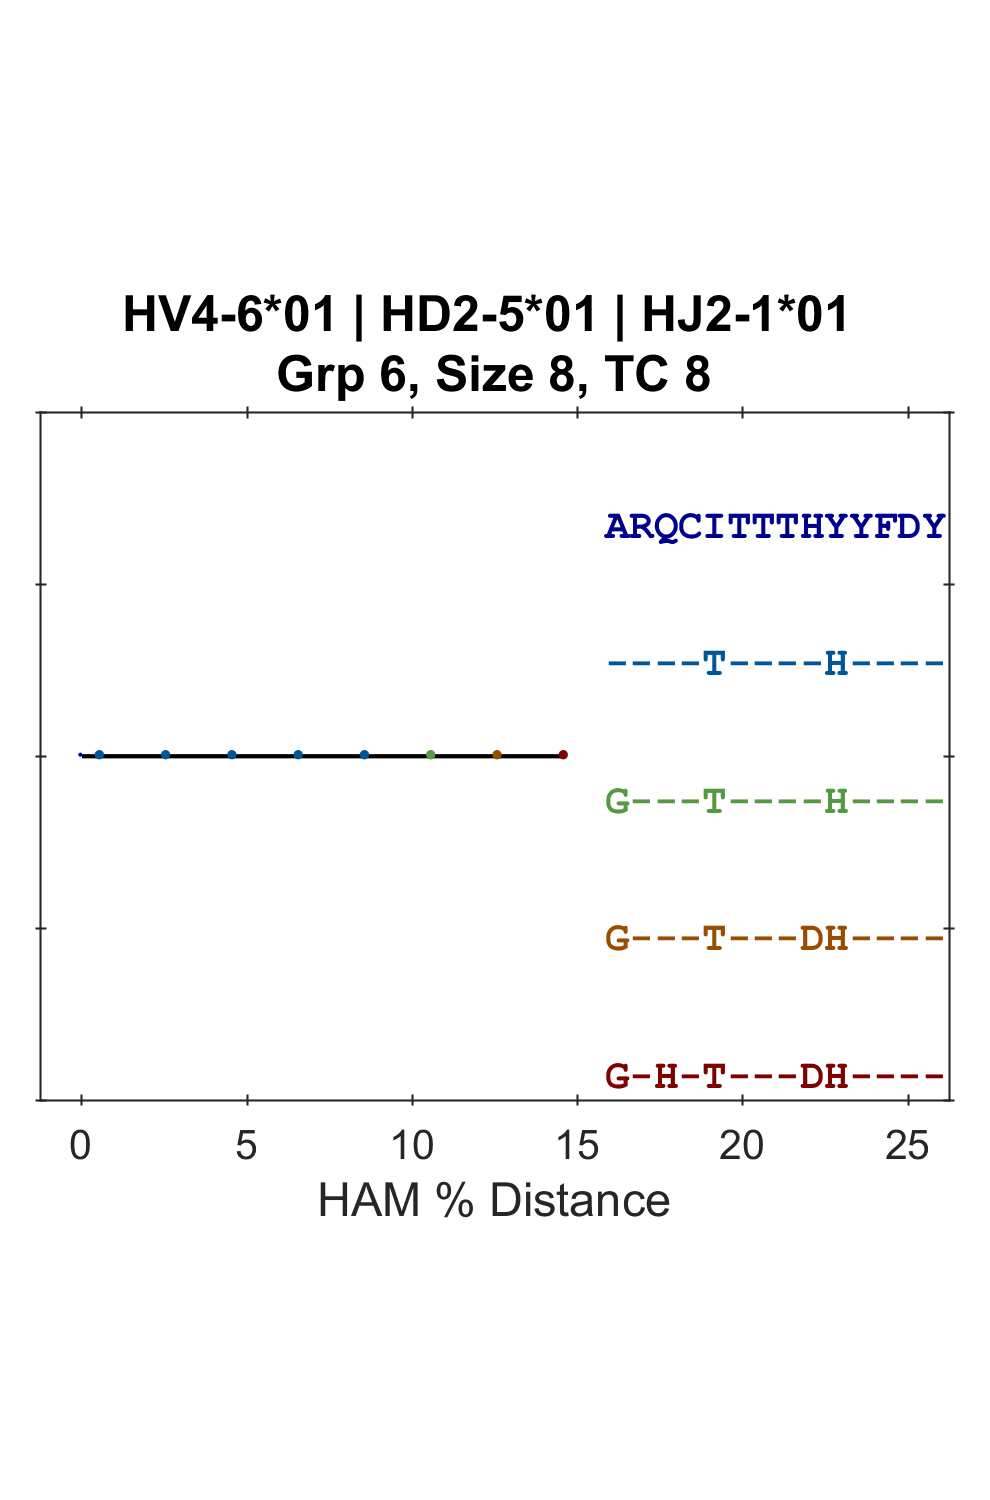 HV4-6*01 | HD2-5*01 | HJ2-1*01
Grp 6, Size 8, TC 8
ARQCITTTHYYFDY
----T----H----
G---T----H----
G---T---DH----
G-H-T---DH----
0 5 10 15 20 25
HAM % Distance